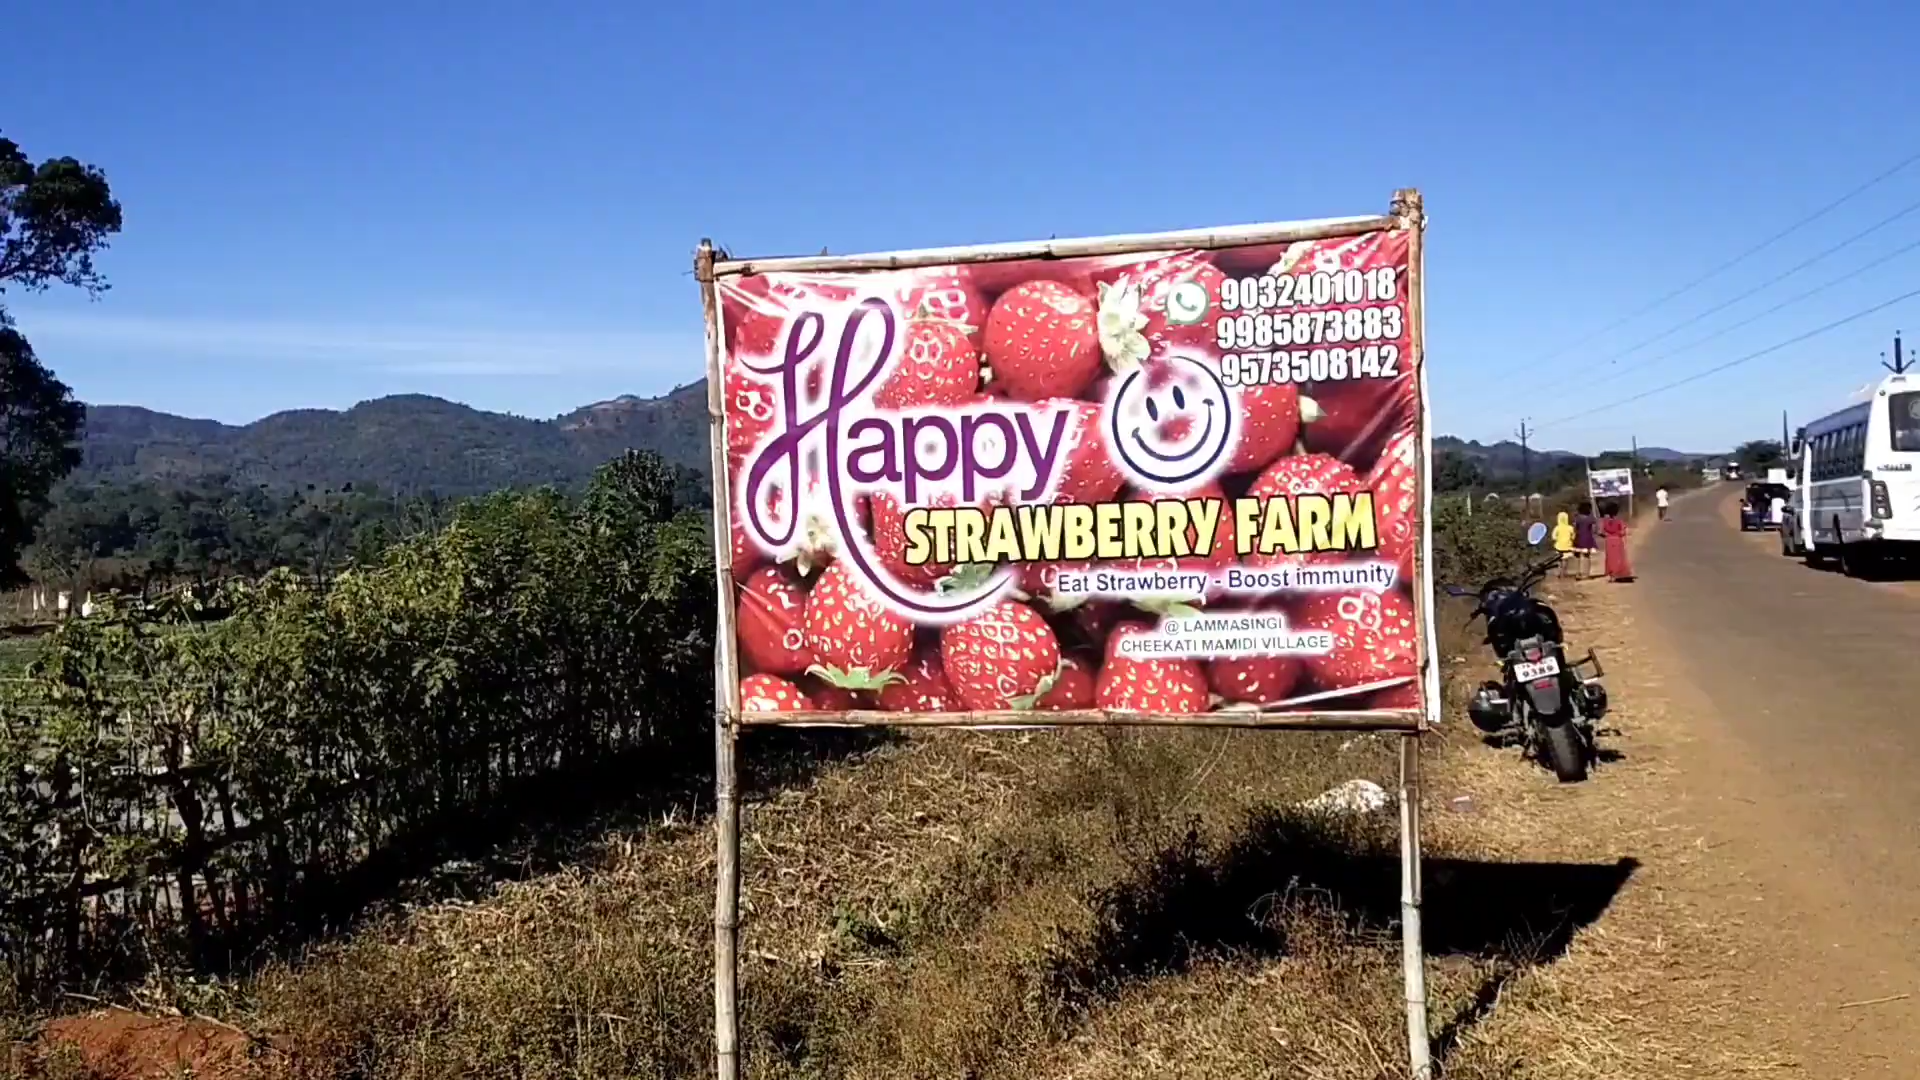 9032401018
9985873883
9573508142
Happy
STRAWBERRY FARM
Eat Strawberry - Boost immunity
@ LAMMASINGI
CHEEKATI MAMIDI VILLAGE